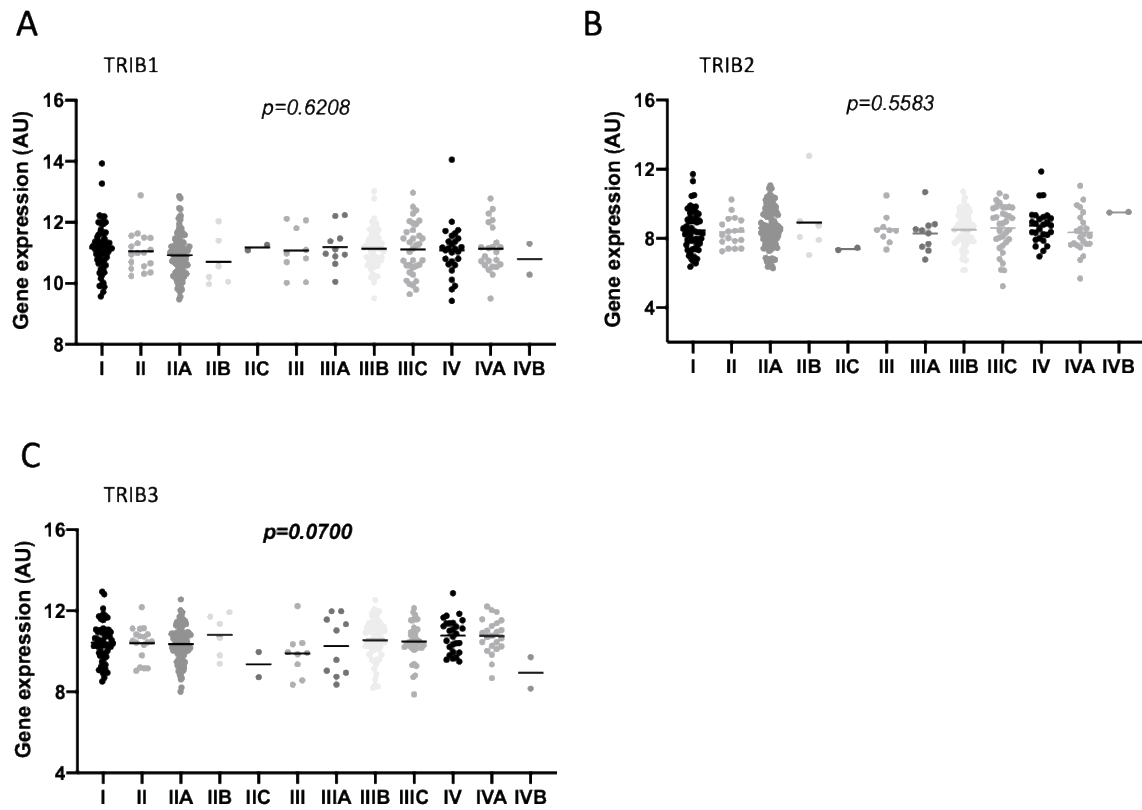 A
TRIB1
p=0.6208
Gene expression (AU)
16
14
12
10
8
I II IIA IIB IIC III IIIA IIIB IIIC IV IVA IVB
B
TRIB2
p=0.5583
Gene expression (AU)
16
12
8
4
I II IIA IIB IIC III IIIA IIIB IIIC IV IVA IVB
C
TRIB3
p=0.0700
Gene expression (AU)
16
12
8
4
I II IIA IIB IIC III IIIA IIIB IIIC IV IVA IVB